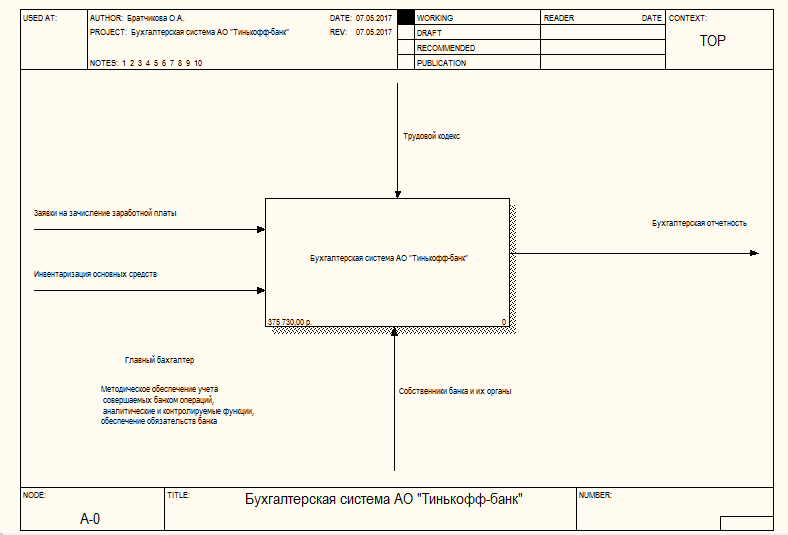 USED AT:
AUTHOR: Братчикова О.А.
DATE: 07.05.2017
PROJECT: Бухгалтерская система АО "Тинькофф-банк"
REV: 07.05.2017
NOTES: 1 2 3 4 5 6 7 8 9 10
WORKING
DRAFT
RECOMMENDED
PUBLICATION
READER
DATE
CONTEXT:
TOP
Трудовой кодекс
Заявки на зачисление заработной платы
Инвентаризация основных средств
Бухгалтерская система АО "Тинькофф-банк"
375 730,00 р.
0
Бухгалтерская отчетность
Главный бахгалтер
Методическое обеспечение учета
совершаемых банком операций,
аналитические и контролируемые функции,
обеспечение обязательств банка
Собственники банка и их органы
NODE:
A-0
TITLE:
Бухгалтерская система АО "Тинькофф-банк"
NUMBER: